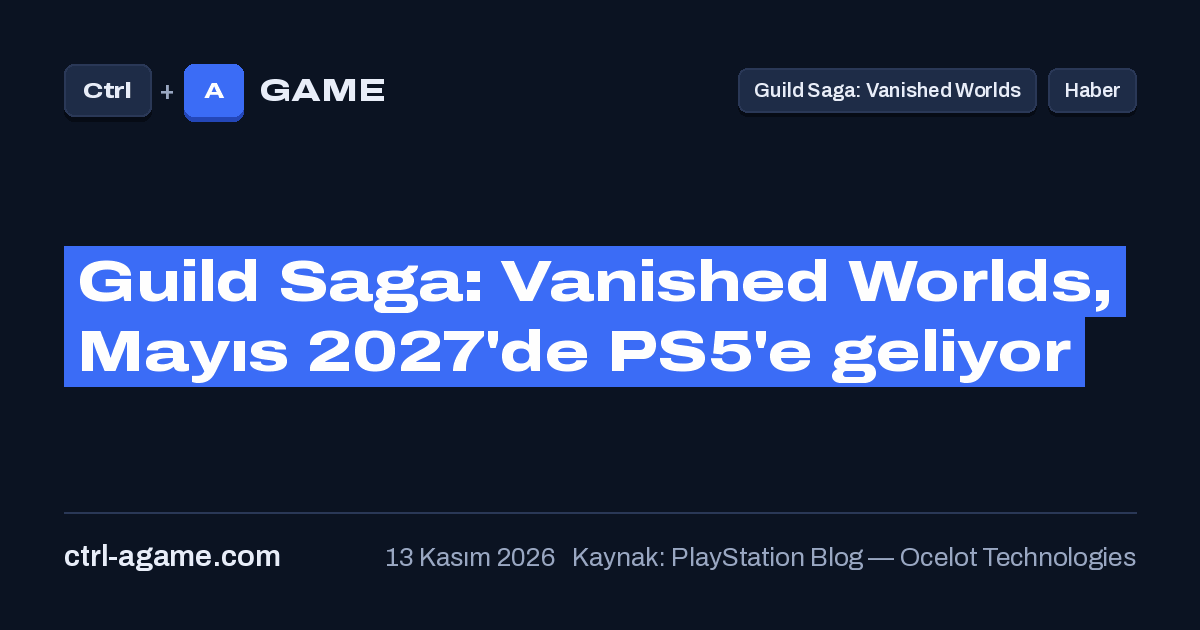 Ctrl + A GAME
Guild Saga: Vanished Worlds
Haber
Guild Saga: Vanished Worlds,
Mayıs 2027'de PS5'e geliyor
ctrl-agame.com
13 Kasım 2026 Kaynak: PlayStation Blog — Ocelot Technologies